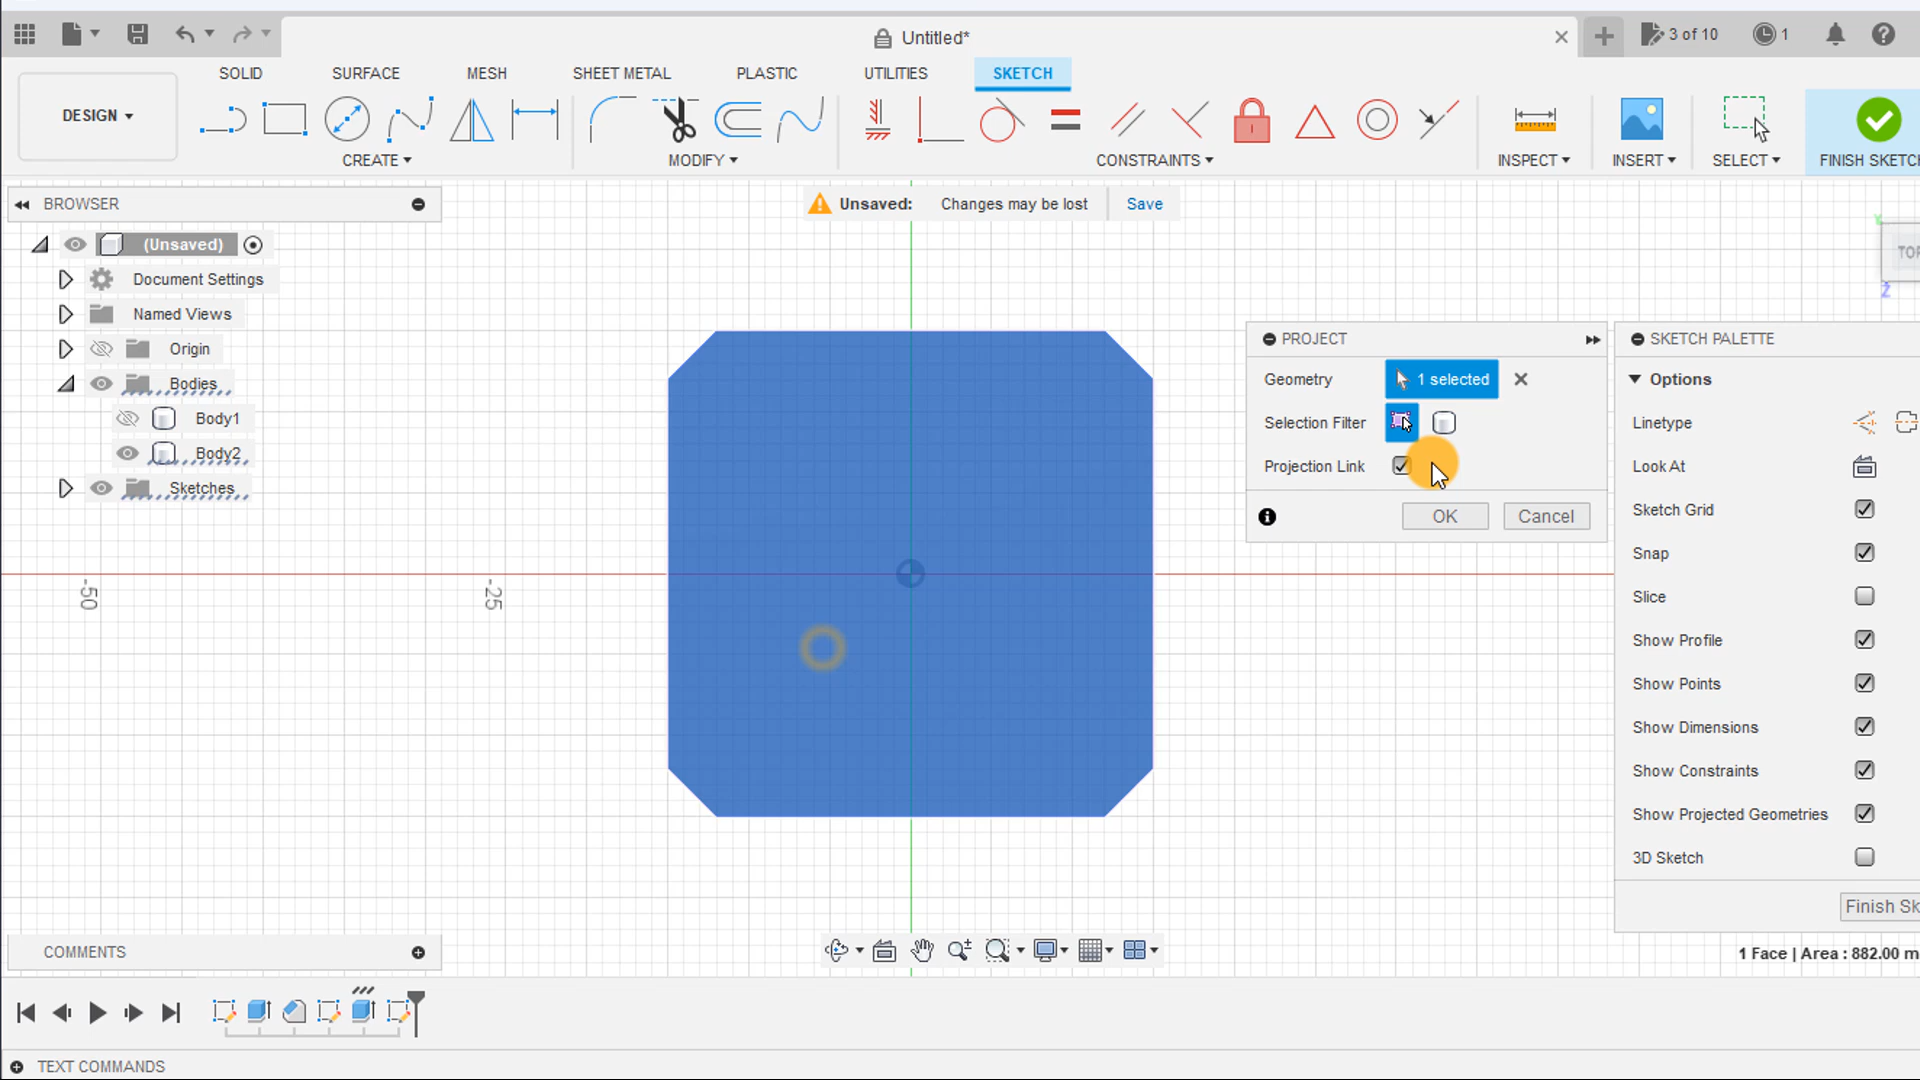 Untitled*
3 of 10
1
DESIGN
SOLID
SURFACE
MESH
SHEET METAL
PLASTIC
UTILITIES
SKETCH
CREATE
MODIFY
CONSTRAINTS
INSPECT
INSERT
SELECT
FINISH SKETCH
BROWSER
Unsaved: Changes may be lost Save
(Unsaved)
Document Settings
Named Views
Origin
Bodies
Body1
Body2
Sketches
TOP
Y
Z
-50
-25
PROJECT
Geometry 1 selected
Selection Filter
Projection Link
OK Cancel
SKETCH PALETTE
Options
Linetype
Look At
Sketch Grid
Snap
Slice
Show Profile
Show Points
Show Dimensions
Show Constraints
Show Projected Geometries
3D Sketch
Finish Sk
COMMENTS
1 Face | Area : 882.00 m
TEXT COMMANDS